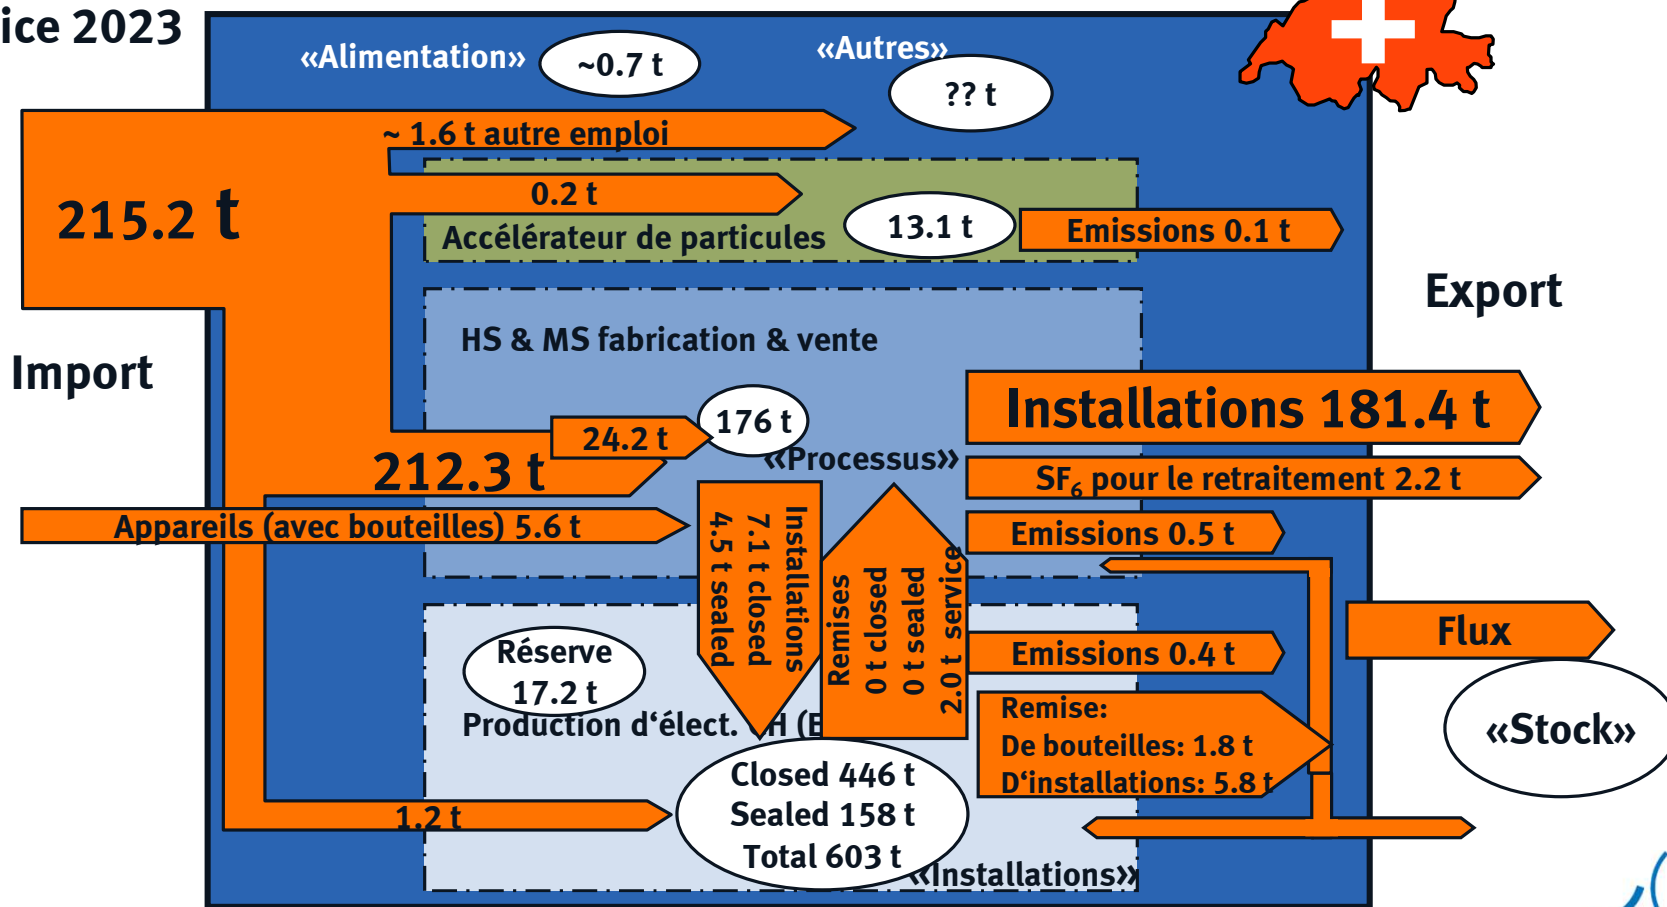 ice 2023
«Alimentation»
~0.7 t
«Autres»
?? t
~ 1.6 t autre emploi
0.2 t
215.2 t
Accélérateur de particules
13.1 t
Emissions 0.1 t
Export
HS & MS fabrication & vente
Import
Installations 181.4 t
176 t
24.2 t
«Processus»
212.3 t
SF₆ pour le retraitement 2.2 t
Appareils (avec bouteilles) 5.6 t
Emissions 0.5 t
Installations
7.1 t closed
4.5 t sealed
Remises
0 t closed
0 t sealed
2.0 t service
Flux
Emissions 0.4 t
Réserve
17.2 t
Production d‘élect. H (E
Remise:
De bouteilles: 1.8 t
D‘installations: 5.8 t
«Stock»
Closed 446 t
Sealed 158 t
Total 603 t
1.2 t
«Installations»